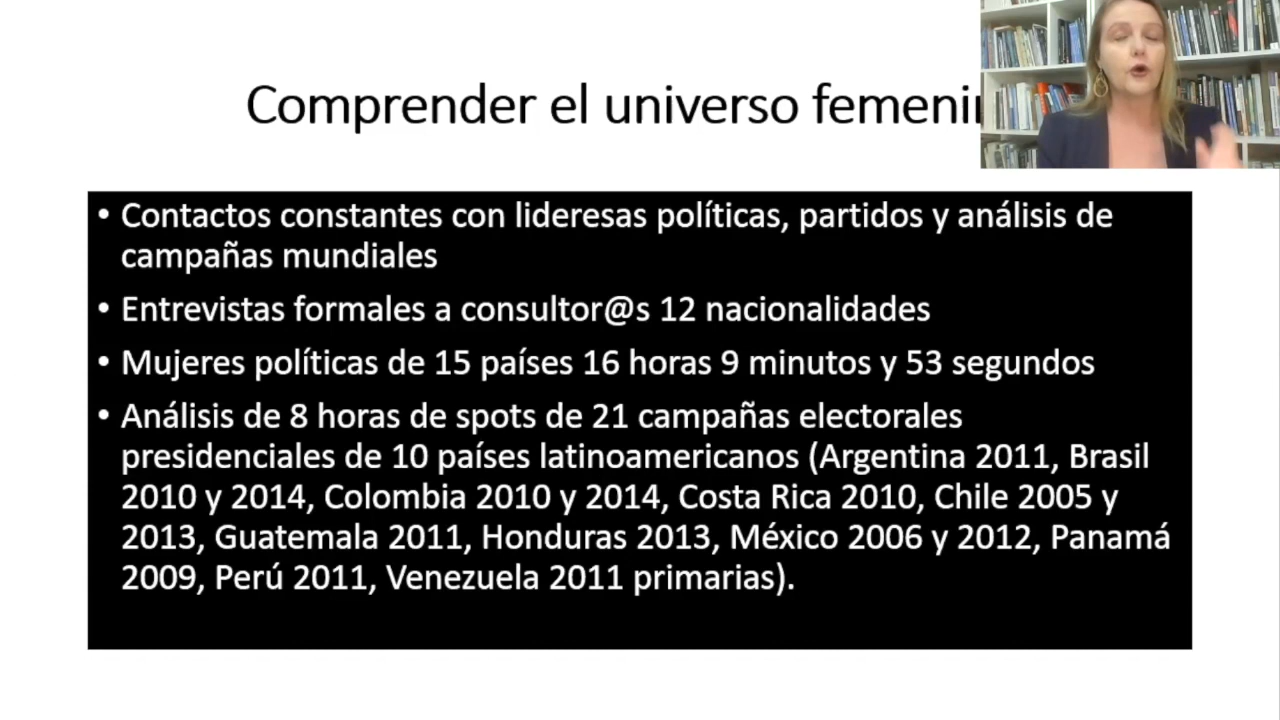 Comprender el universo
• Contactos constantes con lideresas políticas, partidos y análisis de
campañas mundiales
• Entrevistas formales a consultor@s 12 nacionalidades
• Mujeres políticas de 15 países 16 horas 9 minutos y 53 segundos
• Análisis de 8 horas de spots de 21 campañas electorales
presidenciales de 10 países latinoamericanos (Argentina 2011, Brasil
2010 y 2014, Colombia 2010 y 2014, Costa Rica 2010, Chile 2005 y
2013, Guatemala 2011, Honduras 2013, México 2006 y 2012, Panamá
2009, Perú 2011, Venezuela 2011 primarias).